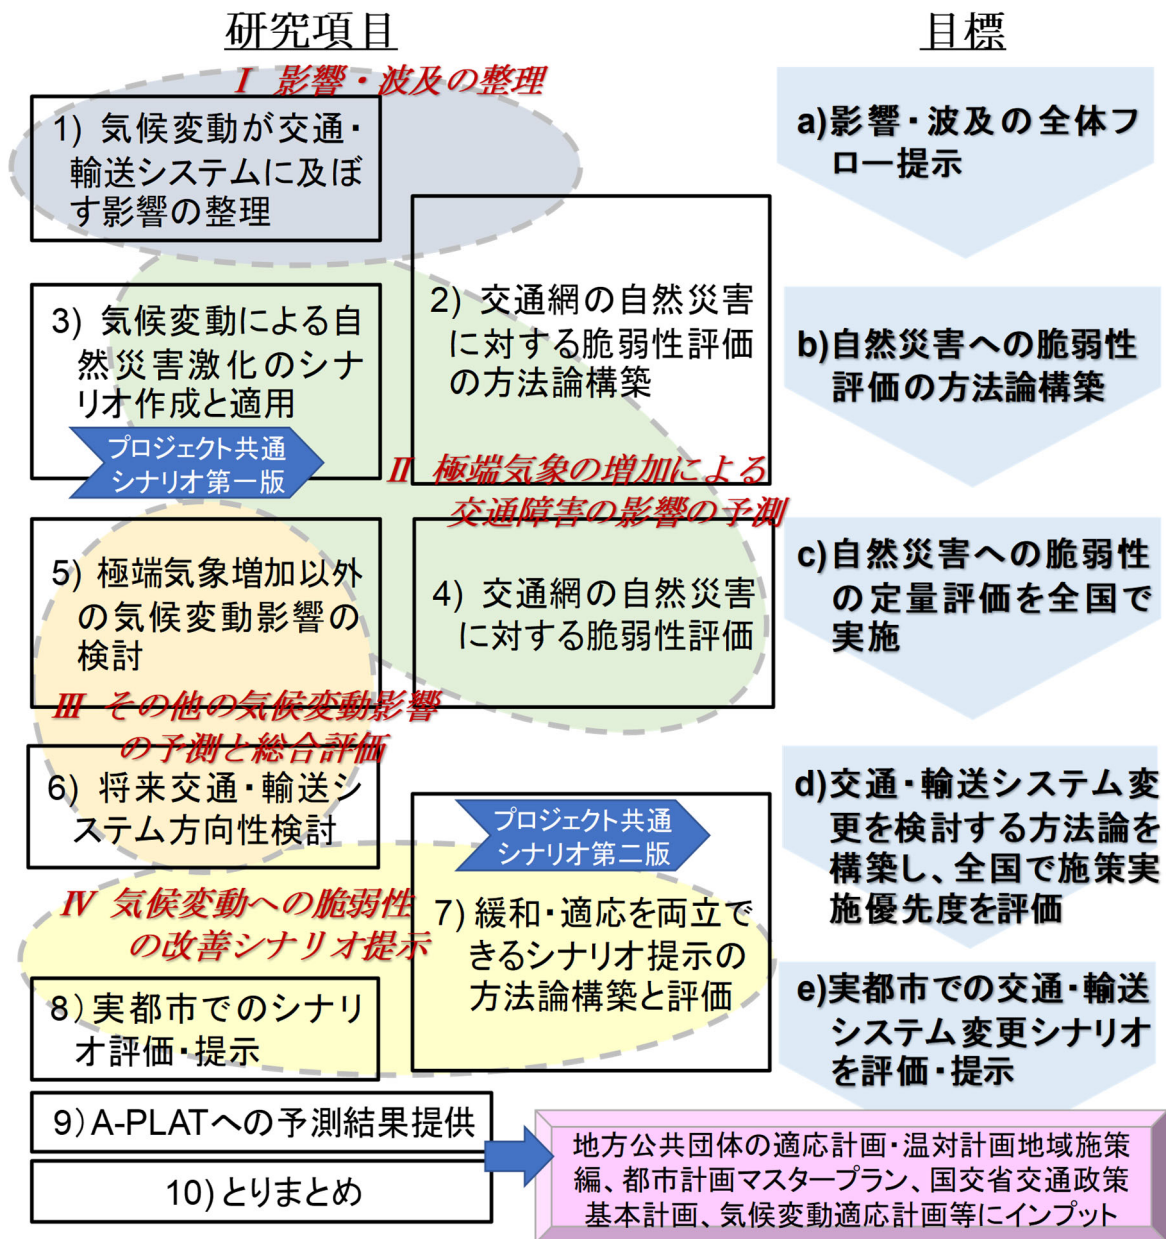 研究項目
目標
Ⅰ 影響・波及の整理
1) 気候変動が交通・
輸送システムに及ぼ
す影響の整理
a)影響・波及の全体フ
ロー提示
2) 交通網の自然災害
に対する脆弱性評価
の方法論構築
3) 気候変動による自
然災害激化のシナ
リオ作成と適用
プロジェクト共通
シナリオ第一版
b)自然災害への脆弱性
評価の方法論構築
Ⅱ 極端気象の増加による
交通障害の影響の予測
5) 極端気象増加以外
の気候変動影響の
検討
4) 交通網の自然災害
に対する脆弱性評価
c)自然災害への脆弱性
の定量評価を全国で
実施
Ⅲ その他の気候変動影響
の予測と総合評価
6) 将来交通・輸送シ
ステム方向性検討
プロジェクト共通
シナリオ第二版
d)交通・輸送システム変
更を検討する方法論を
構築し、全国で施策実
施優先度を評価
Ⅳ 気候変動への脆弱性
の改善シナリオ提示
7) 緩和・適応を両立で
きるシナリオ提示の
方法論構築と評価
8) 実都市でのシナリ
オ評価・提示
e)実都市での交通・輸送
システム変更シナリオ
を評価・提示
9) A-PLATへの予測結果提供
10) とりまとめ
地方公共団体の適応計画・温対計画地域施策
編、都市計画マスタープラン、国交省交通政策
基本計画、気候変動適応計画等にインプット